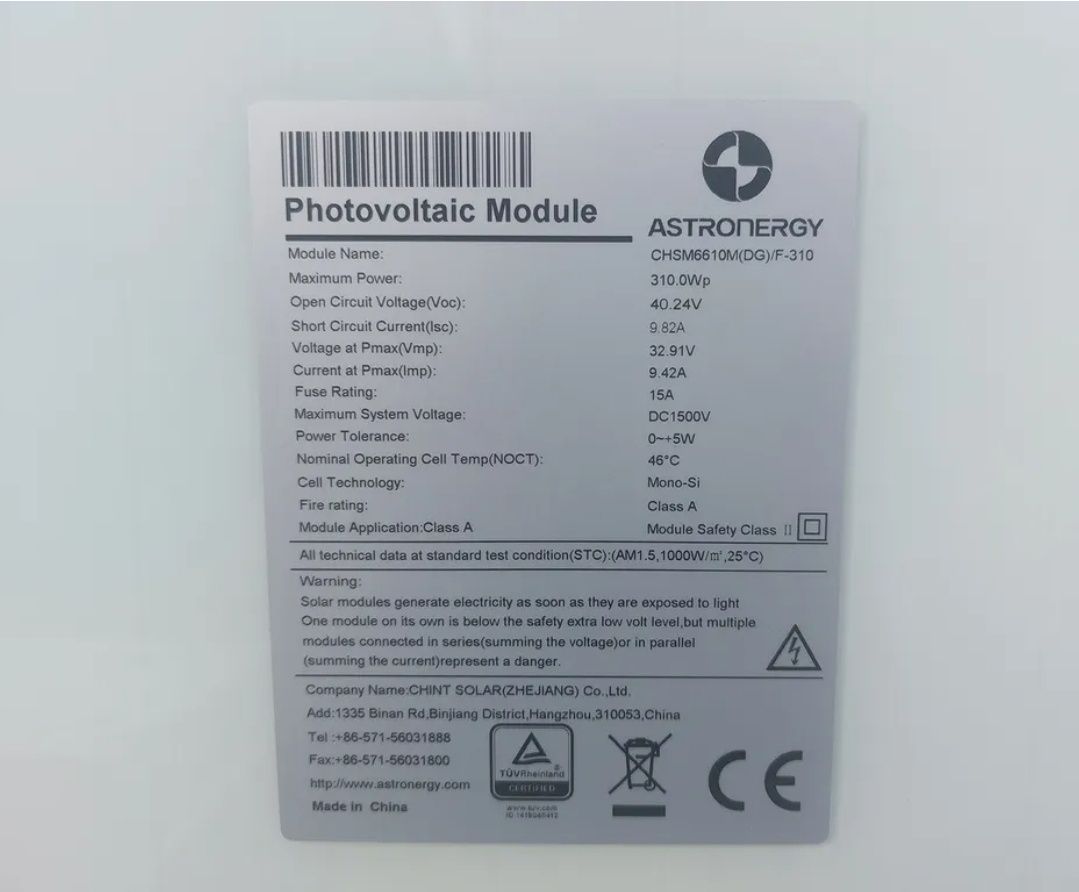 Photovoltaic Module
ASTRONERGY
Module Name: CHSM6610M(DG)/F-310
Maximum Power: 310.0Wp
Open Circuit Voltage(Voc): 40.24V
Short Circuit Current(Isc): 9.82A
Voltage at Pmax(Vmp): 32.91V
Current at Pmax(Imp): 9.42A
Fuse Rating: 15A
Maximum System Voltage: DC1500V
Power Tolerance: 0~+5W
Nominal Operating Cell Temp(NOCT): 46°C
Cell Technology: Mono-Si
Fire rating: Class A
Module Application:Class A Module Safety Class II
All technical data at standard test condition(STC):(AM1.5,1000W/㎡,25°C)
Warning:
Solar modules generate electricity as soon as they are exposed to light
One module on its own is below the safety extra low volt level,but multiple
modules connected in series(summing the voltage)or in parallel
(summing the current)represent a danger.
Company Name:CHINT SOLAR(ZHEJIANG) Co.,Ltd.
Add:1335 Binan Rd,Binjiang District,Hangzhou,310053,China
Tel :+86-571-56031888
Fax:+86-571-56031800
http://www.astronergy.com
Made in China
TÜVRheinland®
CERTIFIED
www.tuv.com
CE